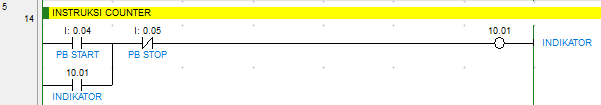 5
14
INSTRUKSI COUNTER
I: 0.04 I: 0.05 10.01
PB START PB STOP INDIKATOR
10.01
INDIKATOR